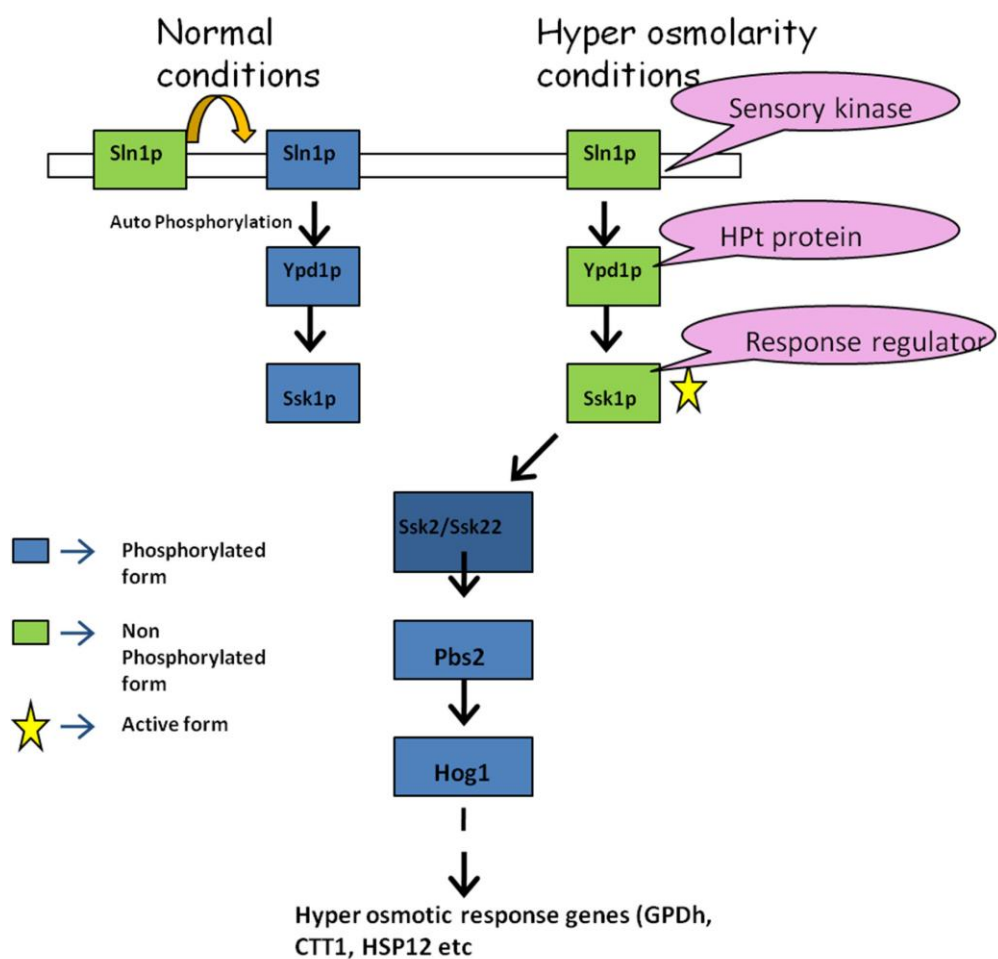 Normal
conditions
Hyper osmolarity
conditions
Sensory kinase
Sln1p
Sln1p
Sln1p
Auto Phosphorylation
HPt protein
Ypd1p
Ypd1p
Response regulator
Ssk1p
Ssk1p
Ssk2/Ssk22
Phosphorylated
form
Pbs2
Non
Phosphorylated
form
Active form
Hog1
Hyper osmotic response genes (GPDh,
CTT1, HSP12 etc